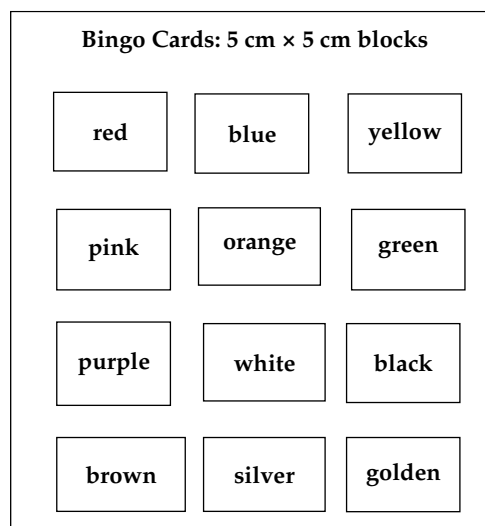 Bingo Cards: 5 cm × 5 cm blocks
red blue yellow
pink orange green
purple white black
brown silver golden